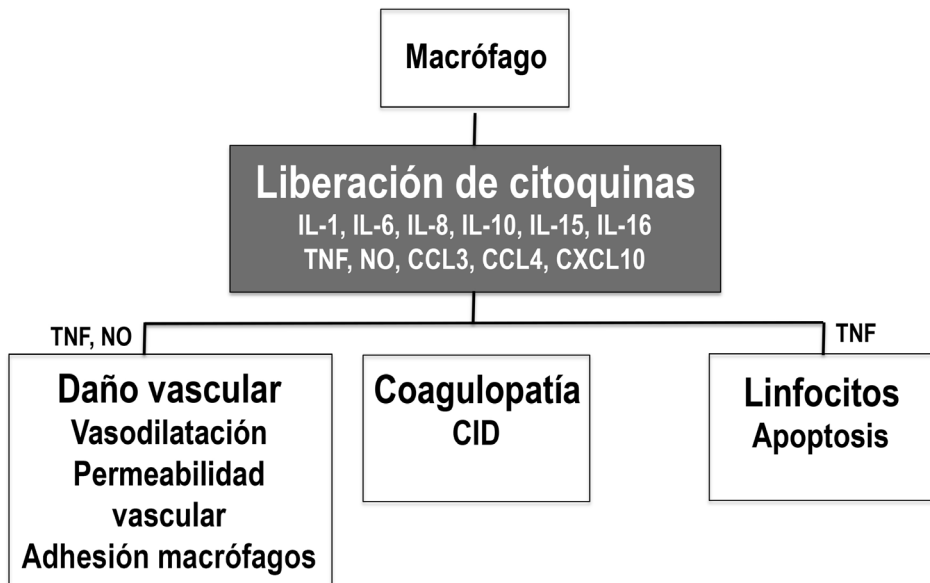 Macrófago
Liberación de citoquinas
IL-1, IL-6, IL-8, IL-10, IL-15, IL-16
TNF, NO, CCL3, CCL4, CXCL10
TNF, NO
TNF
Daño vascular
Vasodilatación
Permeabilidad
vascular
Adhesión macrófagos
Coagulopatía
CID
Linfocitos
Apoptosis